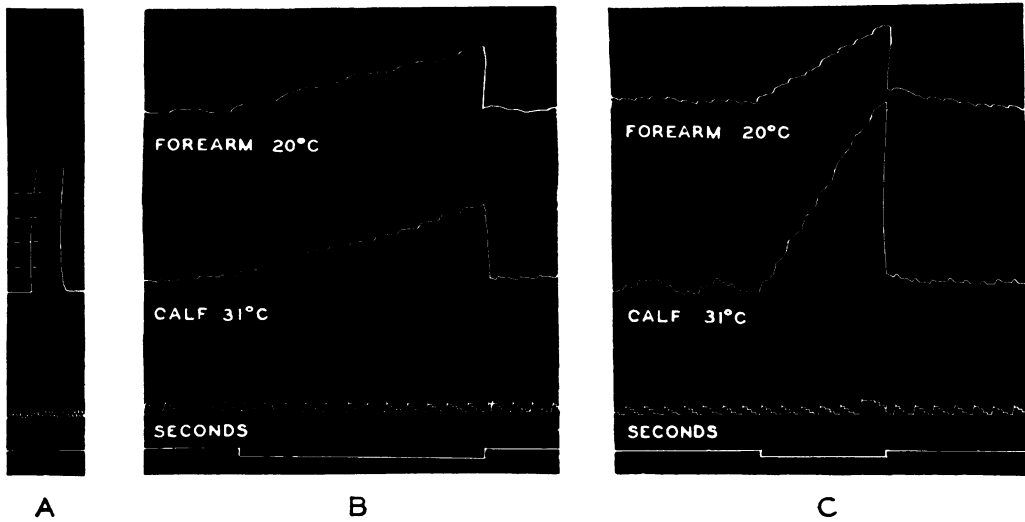 FOREARM 20°C
CALF 31°C
SECONDS
FOREARM 20°C
CALF 31°C
SECONDS
A
B
C